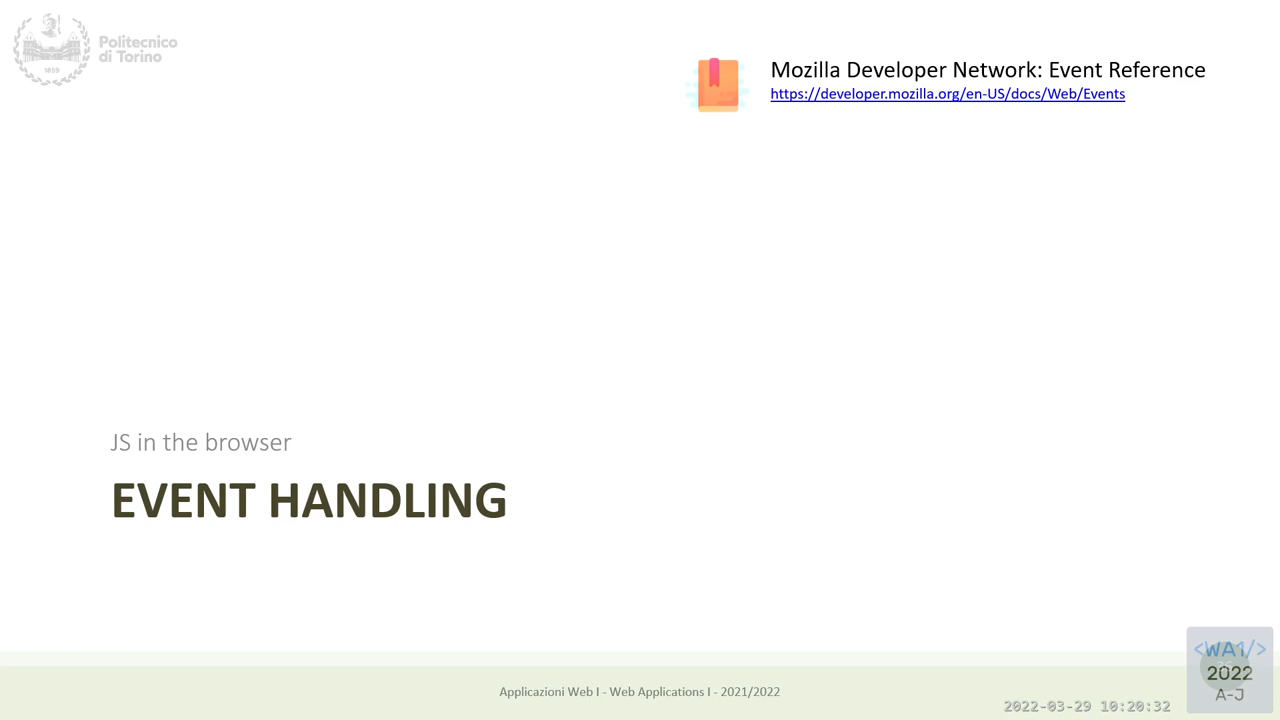 Politecnico
di Torino
1859
Mozilla Developer Network: Event Reference
https://developer.mozilla.org/en-US/docs/Web/Events
JS in the browser
EVENT HANDLING
Applicazioni Web I - Web Applications I - 2021/2022
2022-03-29 10:20:32
<WA1/>
2022
A-J